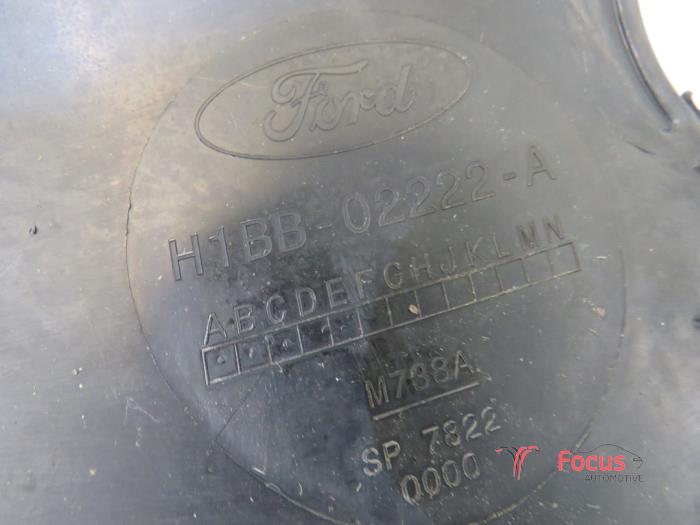 Ford
H1BB-02222-A
ABCDEFGHJKLMN
M788A
SP 7822
0000
Focus
AUTOMOTIVE